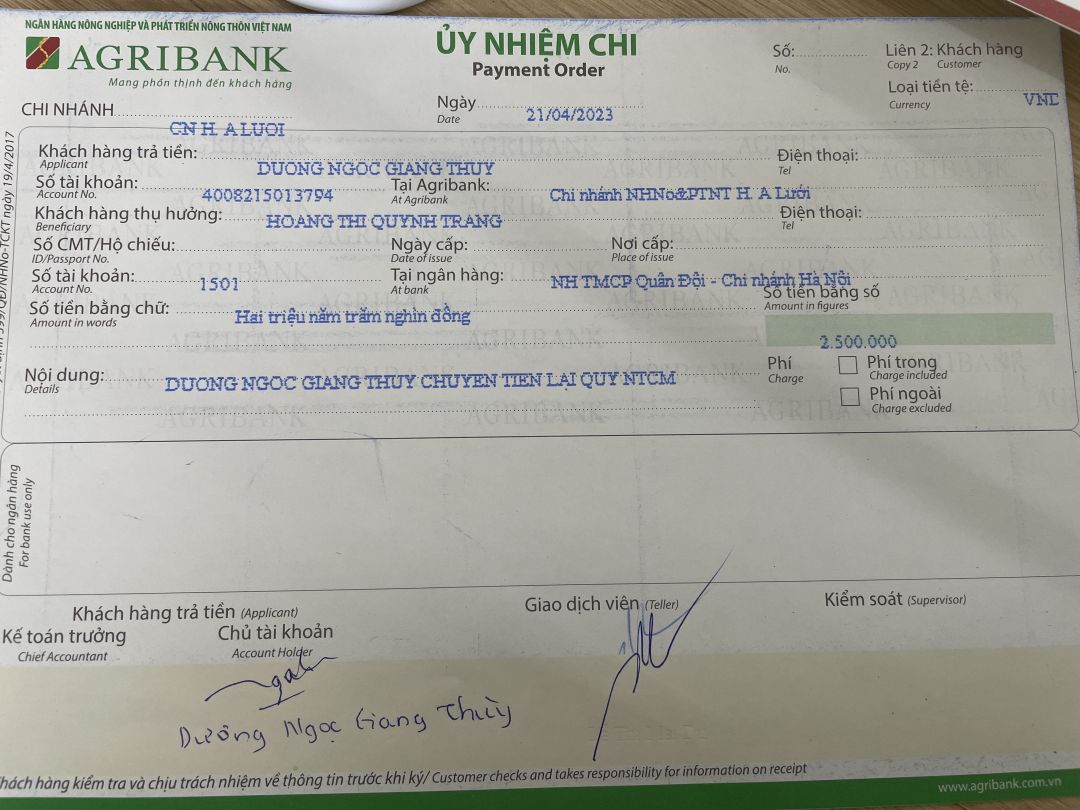 NGÂN HÀNG NÔNG NGHIỆP VÀ PHÁT TRIỂN NÔNG THÔN VIỆT NAM
AGRIBANK
Mang phồn thịnh đến khách hàng
ỦY NHIỆM CHI
Payment Order
Số:
No.
Liên 2: Khách hàng
Copy 2 Customer
CHI NHÁNH
CN H. A LUOI
Ngày 21/04/2023
Date
Loại tiền tệ: VND
Currency
Khách hàng trả tiền: DUONG NGOC GIANG THUY
Applicant
Điện thoại:
Tel
Số tài khoản: 4008215013794
Account No.
Tại Agribank: Chi nhánh NHNo&PTNT H. A Lưới
At Agribank
Khách hàng thụ hưởng: HOANG THI QUYNH TRANG
Beneficiary
Điện thoại:
Tel
Số CMT/Hộ chiếu:
ID/Passport No.
Ngày cấp:
Date of issue
Nơi cấp:
Place of issue
Số tài khoản: 1501
Account No.
Tại ngân hàng: NH TMCP Quân Đội - Chi nhánh Hà Nội
At bank
Số tiền bằng chữ: Hai triệu năm trăm nghìn đồng
Amount in words
Số tiền bằng số
Amount in figures
2.500.000
Nội dung: DUONG NGOC GIANG THUY CHUYEN TIEN LẠI QUY NTCM
Details
Phí
Charge
Phí trong
Charge included
Phí ngoài
Charge excluded
NHNo-TCKT ngày 19/4/2017
Dành cho ngân hàng
For bank use only
Khách hàng trả tiền (Applicant)
Giao dịch viên (Teller)
Kiểm soát (Supervisor)
Kế toán trưởng
Chief Accountant
Chủ tài khoản
Account Holder
Dương Ngọc Giang Thùy
Khách hàng kiểm tra và chịu trách nhiệm về thông tin trước khi ký/ Customer checks and takes responsibility for information on receipt
www.agribank.com.vn